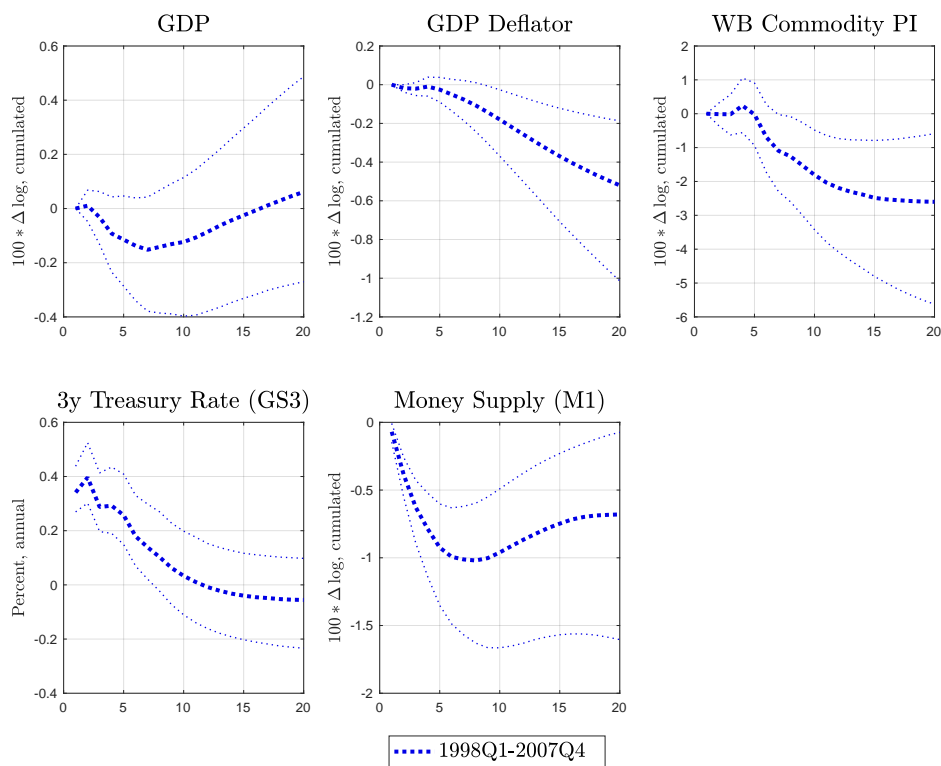 GDP
GDP Deflator
WB Commodity PI
100 * Δ log, cumulated
0.6
0.4
0.2
0
-0.2
-0.4
0 5 10 15 20
100 * Δ log, cumulated
0.2
0
-0.2
-0.4
-0.6
-0.8
-1
-1.2
0 5 10 15 20
100 * Δ log, cumulated
2
1
0
-1
-2
-3
-4
-5
-6
0 5 10 15 20
3y Treasury Rate (GS3)
Money Supply (M1)
Percent, annual
0.6
0.4
0.2
0
-0.2
-0.4
0 5 10 15 20
100 * Δ log, cumulated
0
-0.5
-1
-1.5
-2
0 5 10 15 20
1998Q1-2007Q4